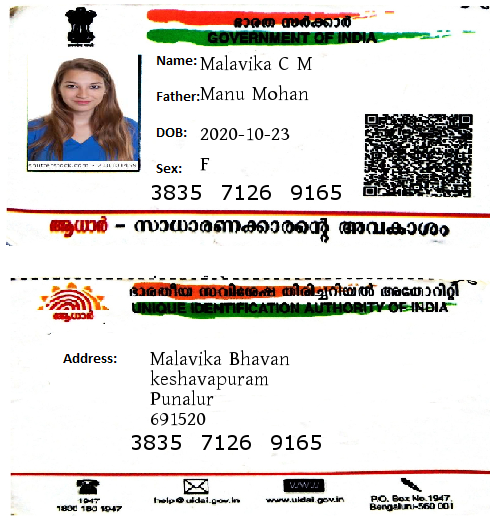 ഭാരത സർക്കാർ
GOVERNMENT OF INDIA
Name: Malavika C M
Father: Manu Mohan
DOB: 2020-10-23
Sex: F
3835 7126 9165
ആധാർ – സാധാരണക്കാരന്റെ അവകാശം
ഭാരതീയ സവിശേഷ തിരിച്ചറിയൽ അതോറിറ്റി
UNIQUE IDENTIFICATION AUTHORITY OF INDIA
ആധാർ
Address: Malavika Bhavan
keshavapuram
Punalur
691520
3835 7126 9165
1947
1800 180 1947
help@uidai.gov.in
www
www.uidai.gov.in
P.O. Box No.1947,
Bengaluru-560 001